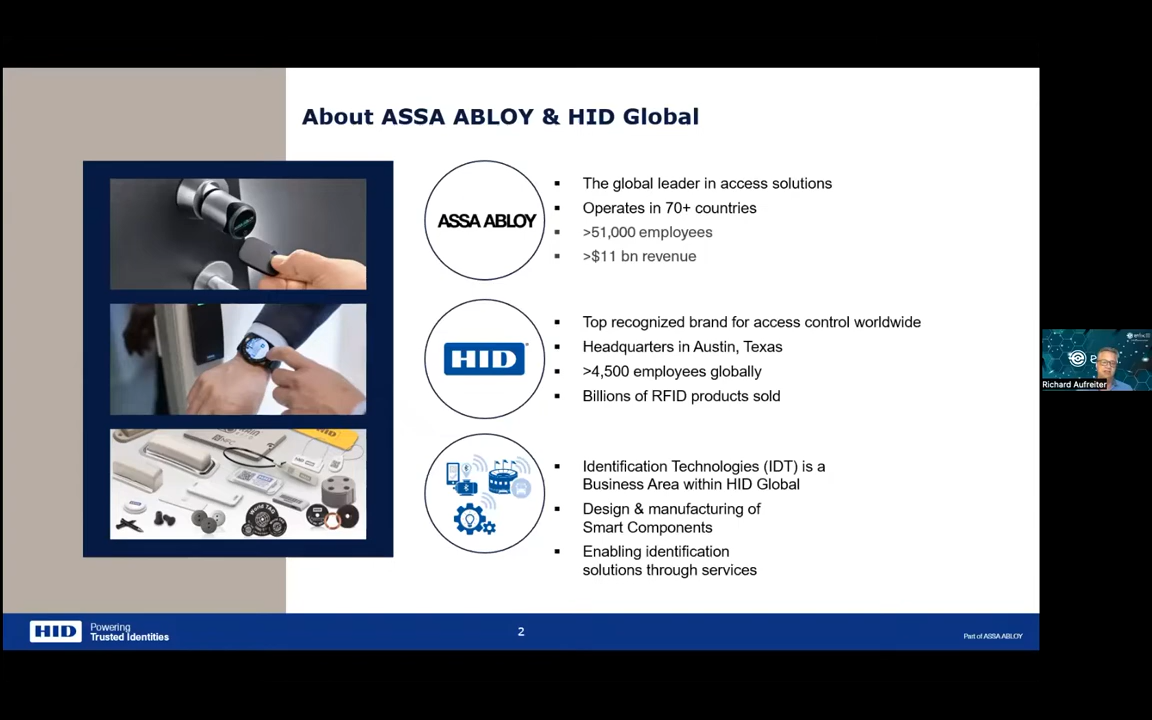 About ASSA ABLOY & HID Global
ASSA ABLOY
The global leader in access solutions
Operates in 70+ countries
>51,000 employees
>$11 bn revenue
HID
Top recognized brand for access control worldwide
Headquarters in Austin, Texas
>4,500 employees globally
Billions of RFID products sold
Identification Technologies (IDT) is a
Business Area within HID Global
Design & manufacturing of
Smart Components
Enabling identification
solutions through services
HID
NFC
HID
Powering
Trusted Identities
2
Part of ASSA ABLOY
Richard Aufreiter